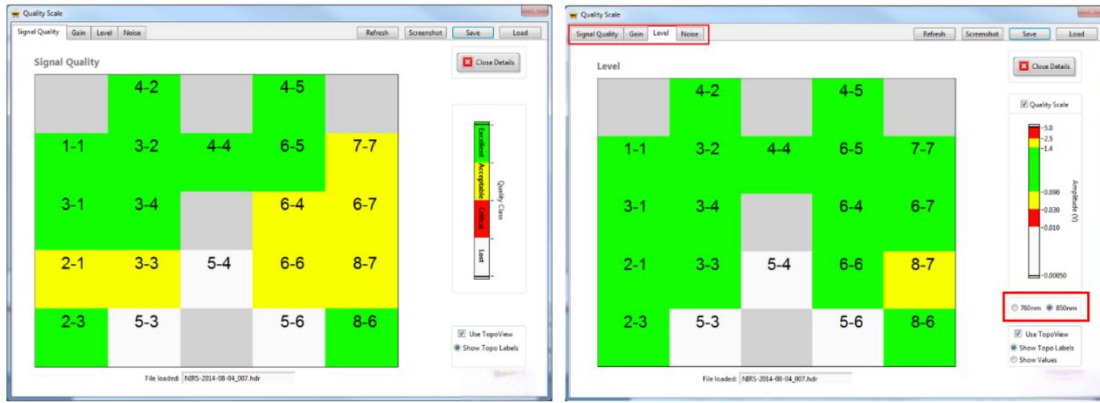 Quality Scale
Signal Quality Gain Level Noise Refresh Screenshot Save Load
Signal Quality
Close Details
4-2 4-5
1-1 3-2 4-4 6-5 7-7
3-1 3-4 6-4 6-7
2-1 3-3 5-4 6-6 8-7
2-3 5-3 5-6 8-6
Excellent
Acceptable
Critical
Lost
Quality Class
Use TopoView
Show Topo Labels
File loaded: NIRS-2014-08-04_007.hdr
Quality Scale
Signal Quality Gain Level Noise Refresh Screenshot Save Load
Level
Close Details
4-2 4-5
1-1 3-2 4-4 6-5 7-7
3-1 3-4 6-4 6-7
2-1 3-3 5-4 6-6 8-7
2-3 5-3 5-6 8-6
Quality Scale
5.0
2.5
1.4
0.090
0.030
0.010
0.00050
Amplitude (V)
760nm 850nm
Use TopoView
Show Topo Labels
Show Values
File loaded: NIRS-2014-08-04_007.hdr